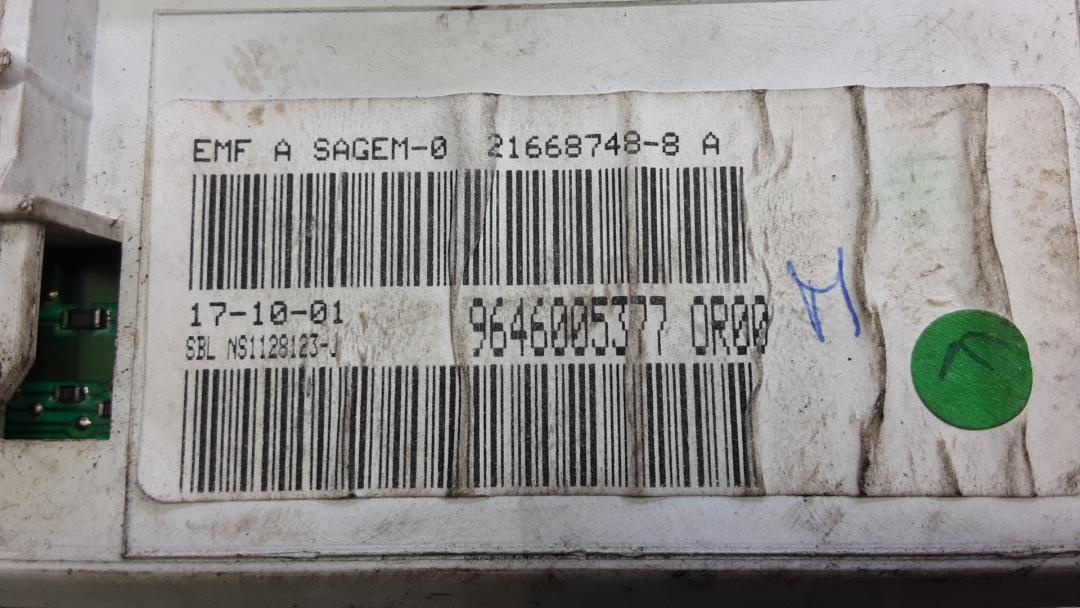 EMF A SAGEM-0 21668748-8 A
17-10-01
9646005377 0R00
SBL NS1128123-J